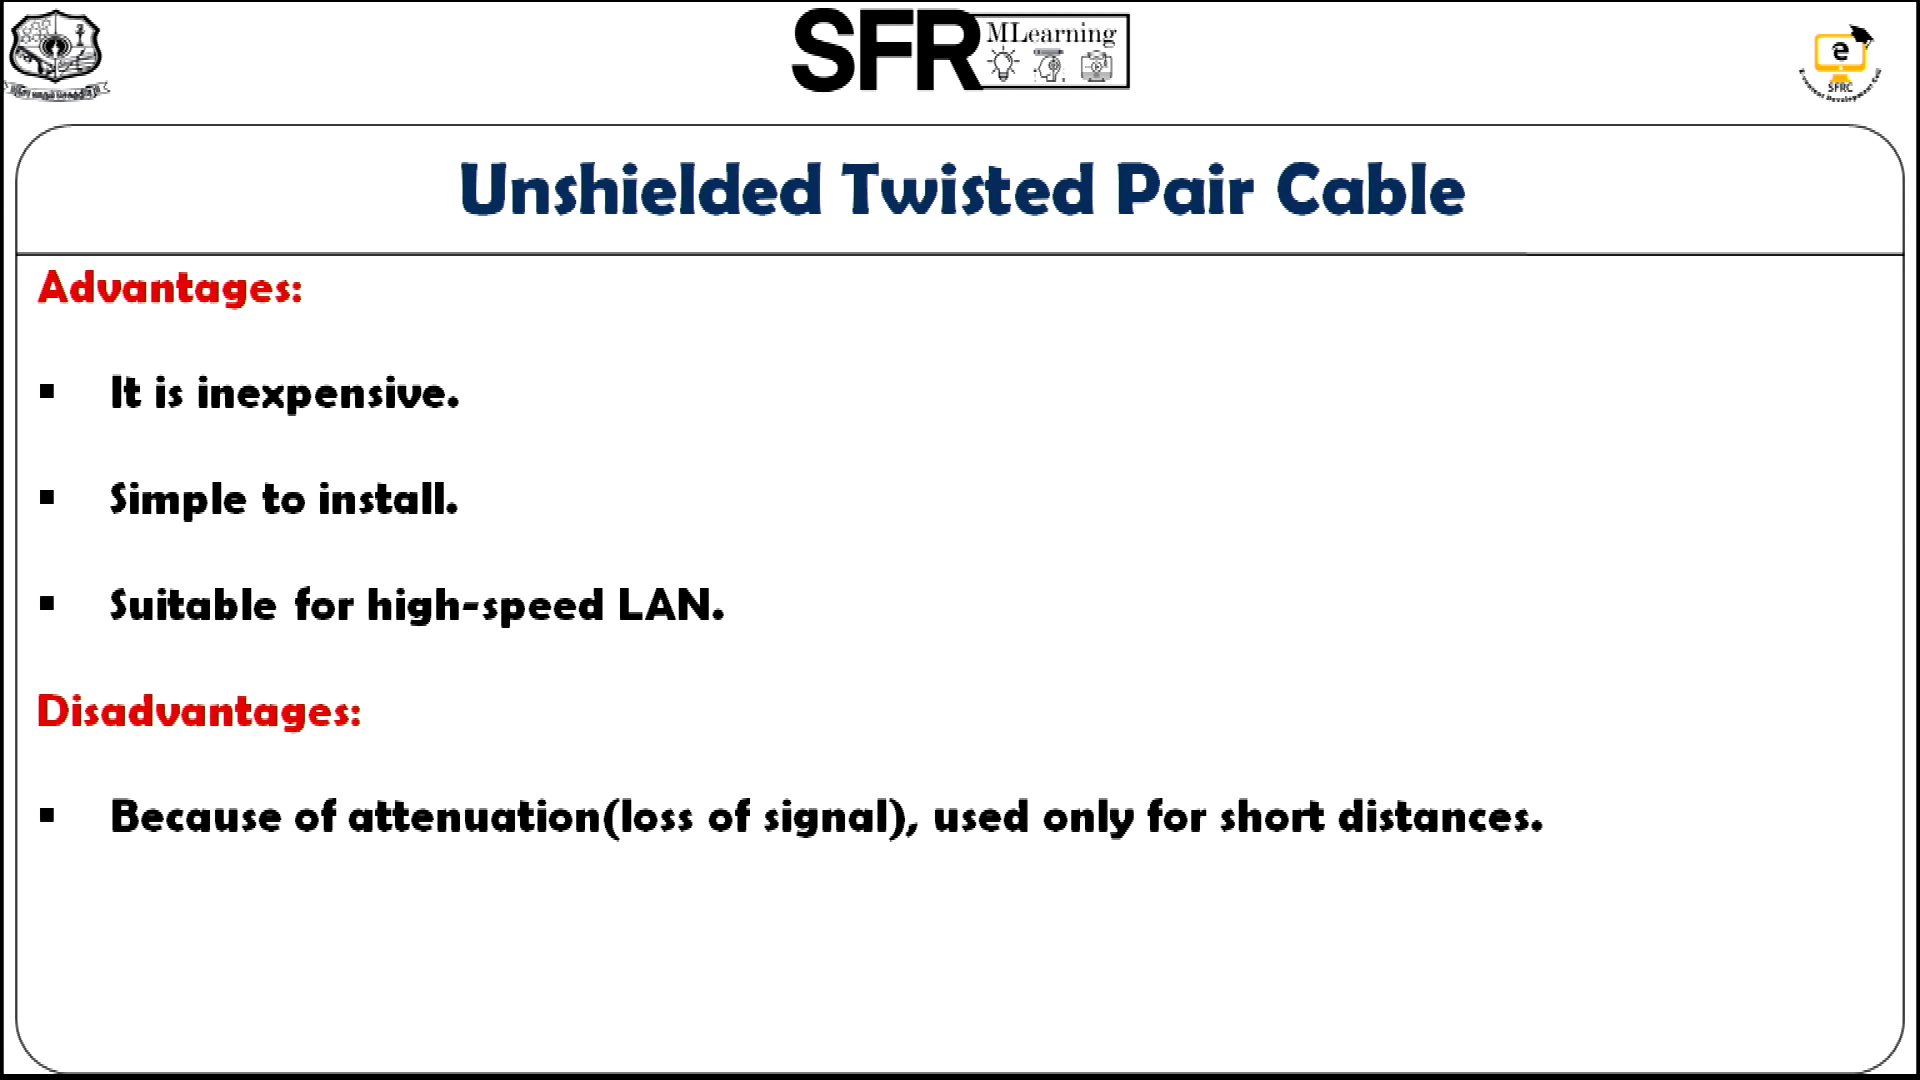 SFR MLearning
e
SFRC
Unshielded Twisted Pair Cable
Advantages:
▪ It is inexpensive.
▪ Simple to install.
▪ Suitable for high-speed LAN.
Disadvantages:
▪ Because of attenuation(loss of signal), used only for short distances.